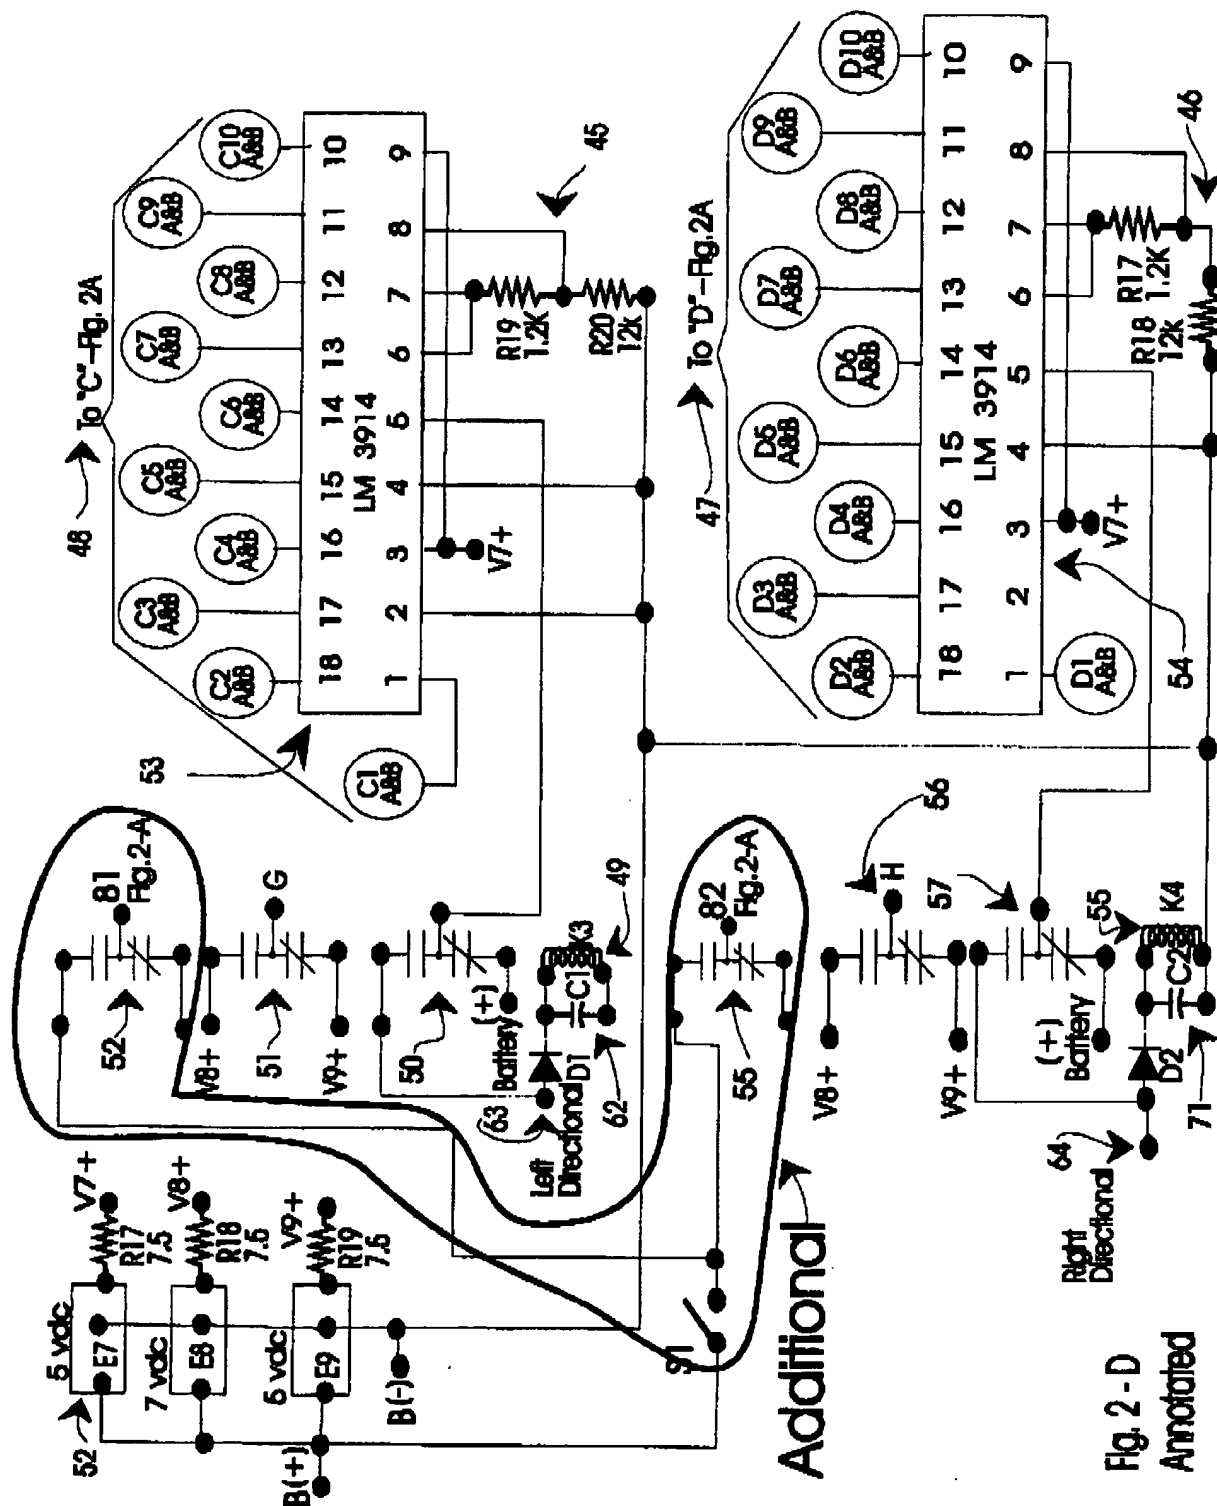 48
To "C"-Fig. 2A
C1 A&B
C2 A&B
C3 A&B
C4 A&B
C5 A&B
C6 A&B
C7 A&B
C8 A&B
C9 A&B
C10 A&B
18 17 16 15 14 13 12 11 10
LM 3914
1 2 3 4 5 6 7 8 9
53
V7+
R19
1.2K
R20
12K
45
47
To "D"-Fig. 2A
D1 A&B
D2 A&B
D3 A&B
D4 A&B
D5 A&B
D6 A&B
D7 A&B
D8 A&B
D9 A&B
D10 A&B
18 17 16 15 14 13 12 11 10
LM 3914
1 2 3 4 5 6 7 8 9
54
V7+
R17
1.2K
R18
12K
46
81
Fig. 2-A
52
V8+
51
G
V9+
50
Battery (+)
K3
49
C1
D1
62
63
Left
Directional
82
Fig. 2-A
55
V8+
H
56
V9+
57
(+)
Battery
55
K4
C2
D2
71
64
Right
Directional
5 vdc
E7
V7+
R17
7.5
52
7 vdc
E8
V8+
R18
7.5
5 vdc
E9
V9+
R19
7.5
B(-)
B(+)
S1
Additional
Fig. 2 - D
Annotated